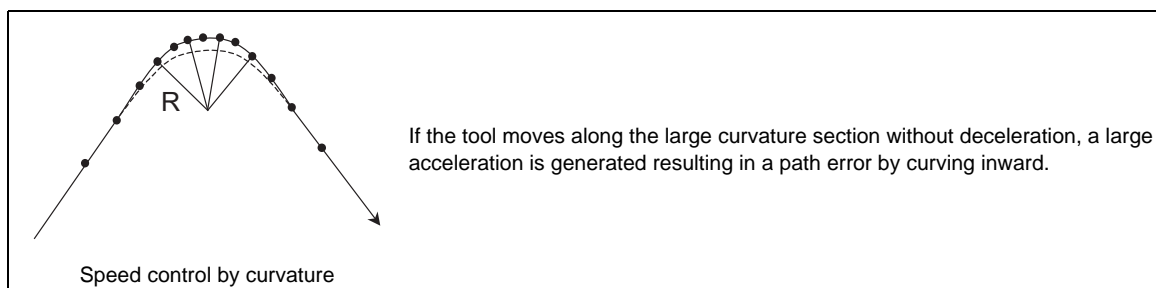 R
If the tool moves along the large curvature section without deceleration, a large
acceleration is generated resulting in a path error by curving inward.
Speed control by curvature